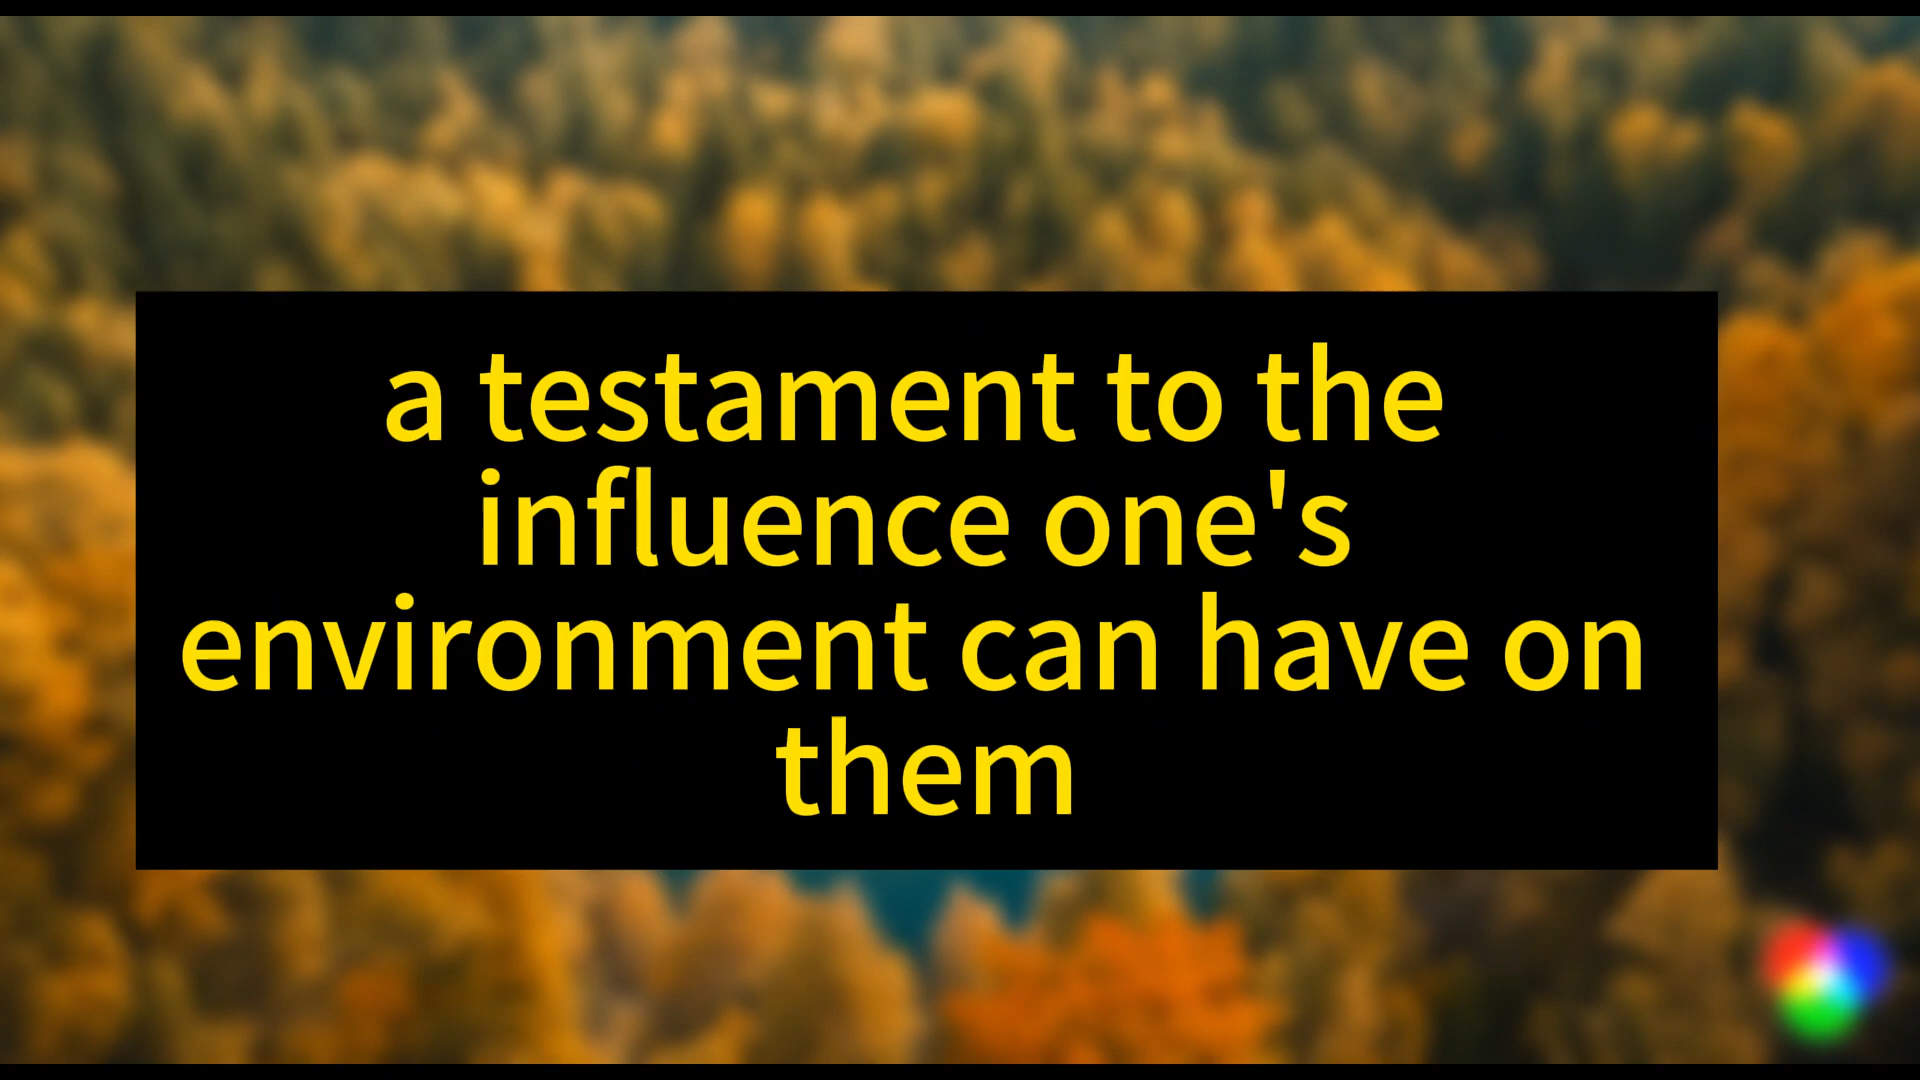 a testament to the
influence one's
environment can have on
them